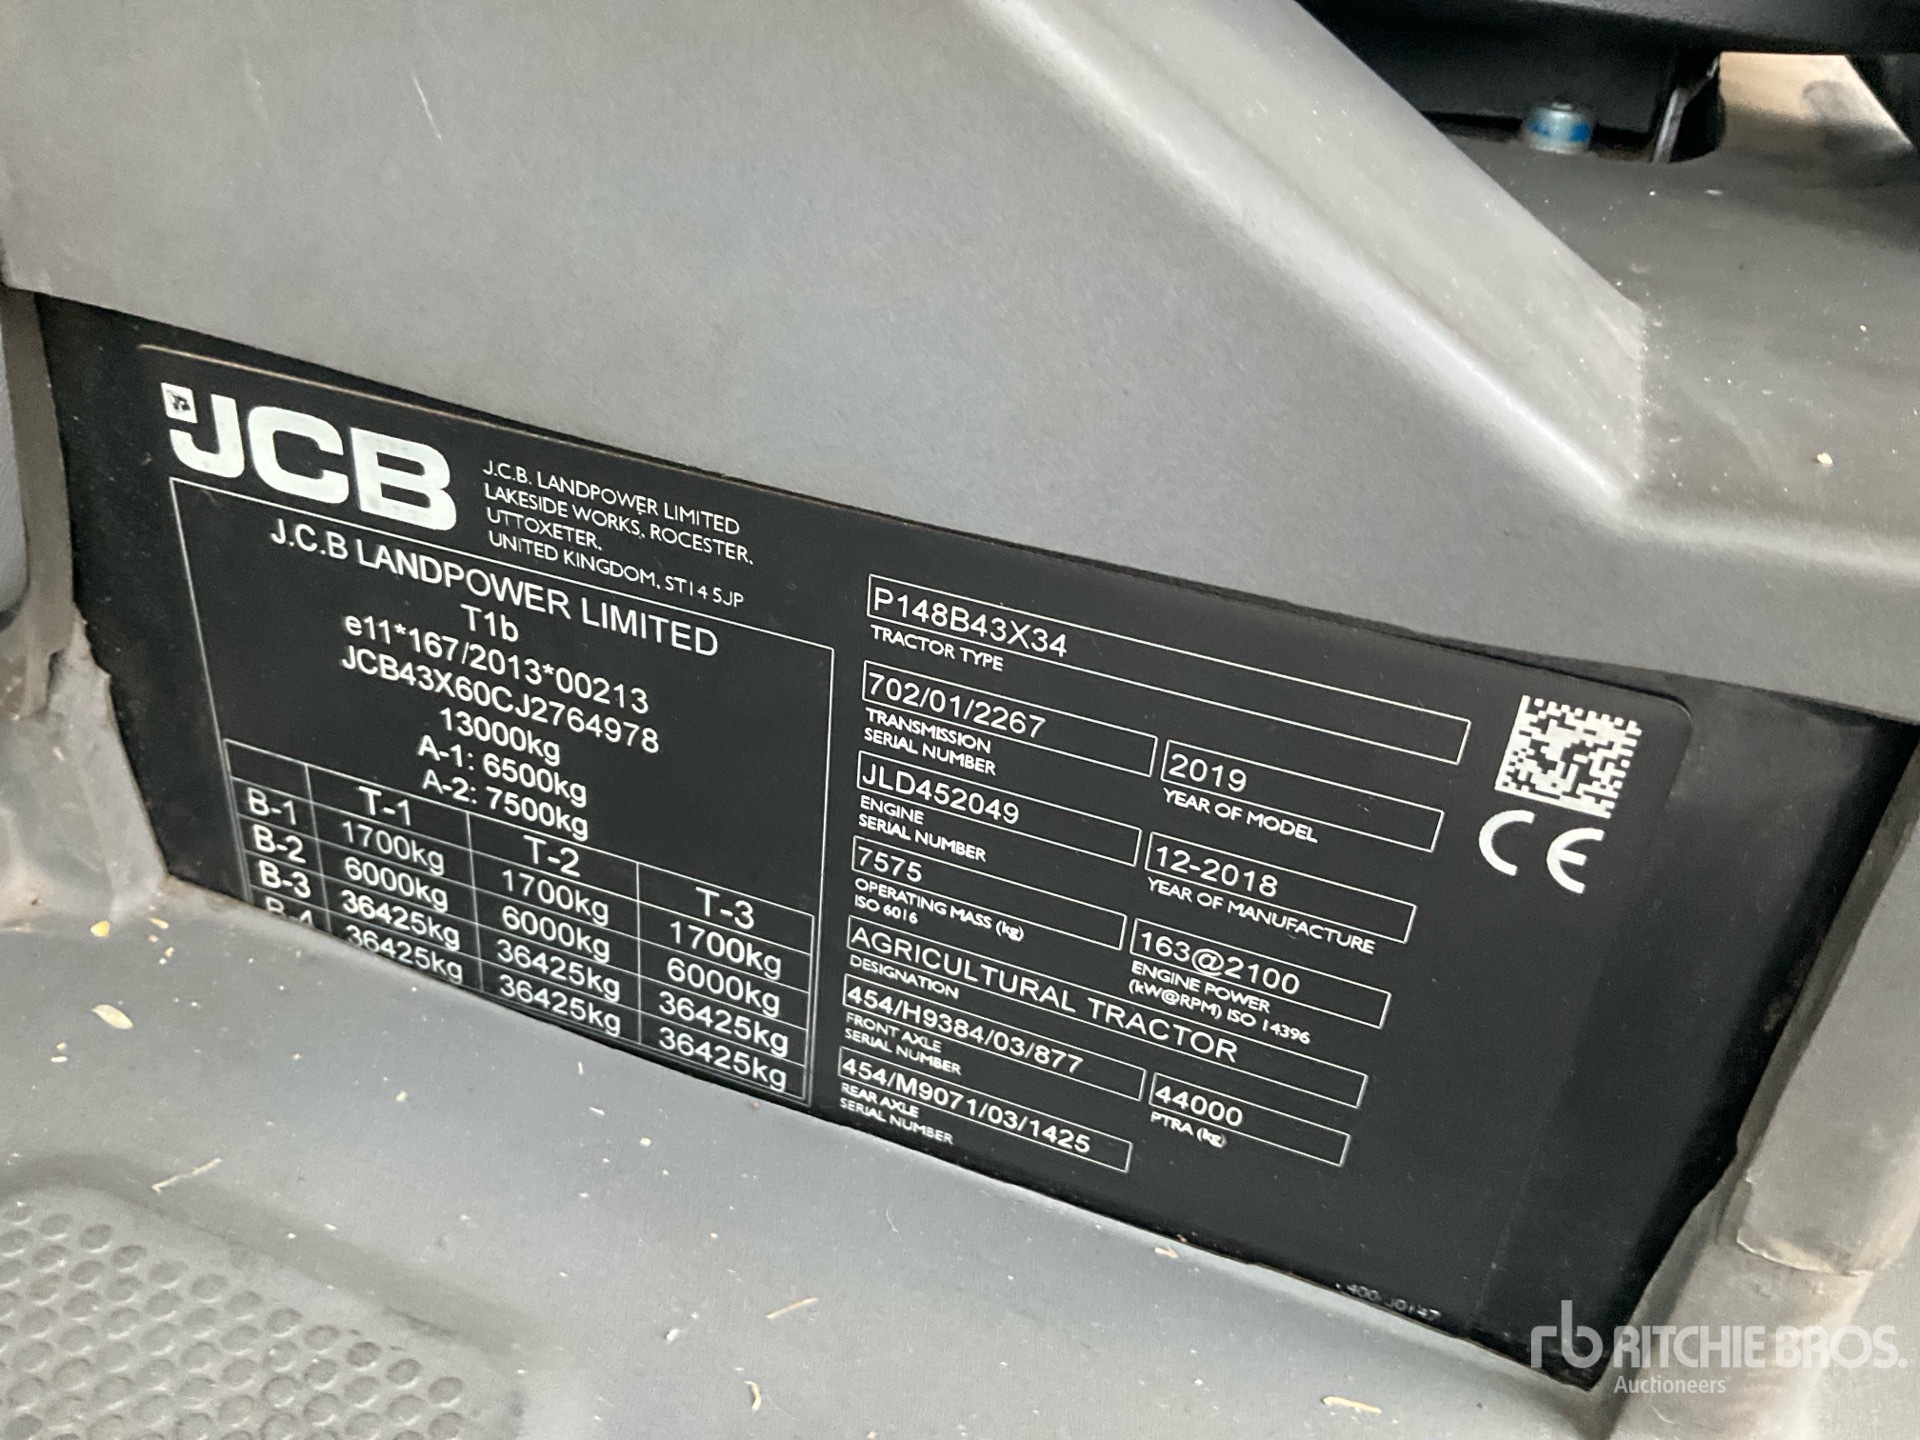 JCB
J.C.B. LANDPOWER LIMITED
LAKESIDE WORKS, ROCESTER,
UTTOXETER,
UNITED KINGDOM, ST14 5JP
J.C.B LANDPOWER LIMITED
T1b
e11*167/2013*00213
JCB43X60CJ2764978
13000kg
A-1: 6500kg
A-2: 7500kg
T-1 T-2 T-3
B-1 1700kg 1700kg 1700kg
B-2 6000kg 6000kg 6000kg
B-3 36425kg 36425kg 36425kg
B-4 36425kg 36425kg 36425kg
P148B43X34
TRACTOR TYPE
702/01/2267
TRANSMISSION
SERIAL NUMBER
2019
YEAR OF MODEL
JLD452049
ENGINE
SERIAL NUMBER
12-2018
YEAR OF MANUFACTURE
7575
OPERATING MASS (kg)
ISO 6016
163@2100
ENGINE POWER
(kW@RPM) ISO 14396
AGRICULTURAL TRACTOR
DESIGNATION
454/H9384/03/877
FRONT AXLE
SERIAL NUMBER
44000
PTRA (kg)
454/M9071/03/1425
REAR AXLE
SERIAL NUMBER
CE
rb RITCHIE BROS.
Auctioneers